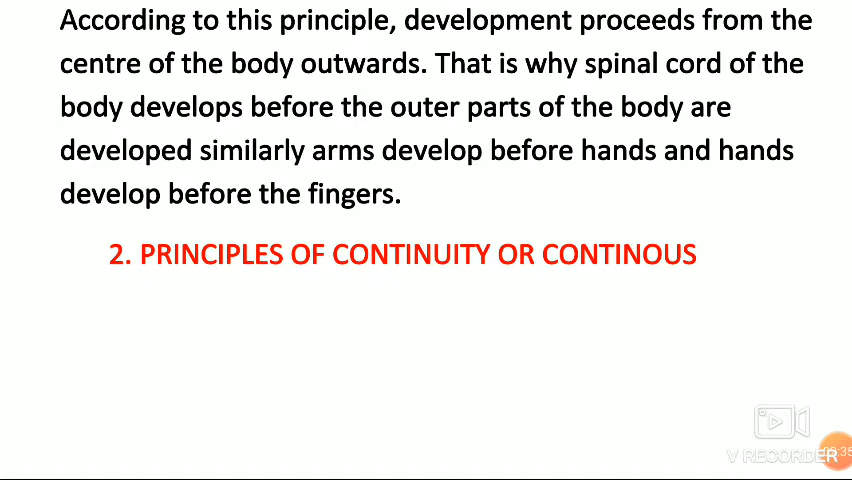 According to this principle, development proceeds from the
centre of the body outwards. That is why spinal cord of the
body develops before the outer parts of the body are
developed similarly arms develop before hands and hands
develop before the fingers.
2. PRINCIPLES OF CONTINUITY OR CONTINOUS
V RECORDER